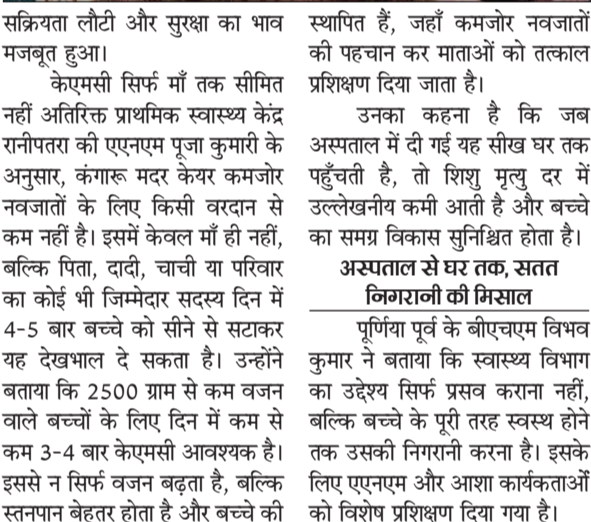 सक्रियता लौटी और सुरक्षा का भाव
मजबूत हुआ।
केएमसी सिर्फ माँ तक सीमित
नहीं अतिरिक्त प्राथमिक स्वास्थ्य केंद्र
रानीपतरा की एएनएम पूजा कुमारी के
अनुसार, कंगारू मदर केयर कमजोर
नवजातों के लिए किसी वरदान से
कम नहीं है। इसमें केवल माँ ही नहीं,
बल्कि पिता, दादी, चाची या परिवार
का कोई भी जिम्मेदार सदस्य दिन में
4-5 बार बच्चे को सीने से सटाकर
यह देखभाल दे सकता है। उन्होंने
बताया कि 2500 ग्राम से कम वजन
वाले बच्चों के लिए दिन में कम से
कम 3-4 बार केएमसी आवश्यक है।
इससे न सिर्फ वजन बढ़ता है, बल्कि
स्तनपान बेहतर होता है और बच्चे की
स्थापित हैं, जहाँ कमजोर नवजातों
की पहचान कर माताओं को तत्काल
प्रशिक्षण दिया जाता है।
उनका कहना है कि जब
अस्पताल में दी गई यह सीख घर तक
पहुँचती है, तो शिशु मृत्यु दर में
उल्लेखनीय कमी आती है और बच्चे
का समग्र विकास सुनिश्चित होता है।
अस्पताल से घर तक, सतत
निगरानी की मिसाल
पूर्णिया पूर्व के बीएचएम विभव
कुमार ने बताया कि स्वास्थ्य विभाग
का उद्देश्य सिर्फ प्रसव कराना नहीं,
बल्कि बच्चे के पूरी तरह स्वस्थ होने
तक उसकी निगरानी करना है। इसके
लिए एएनएम और आशा कार्यकर्ताओं
को विशेष प्रशिक्षण दिया गया है।